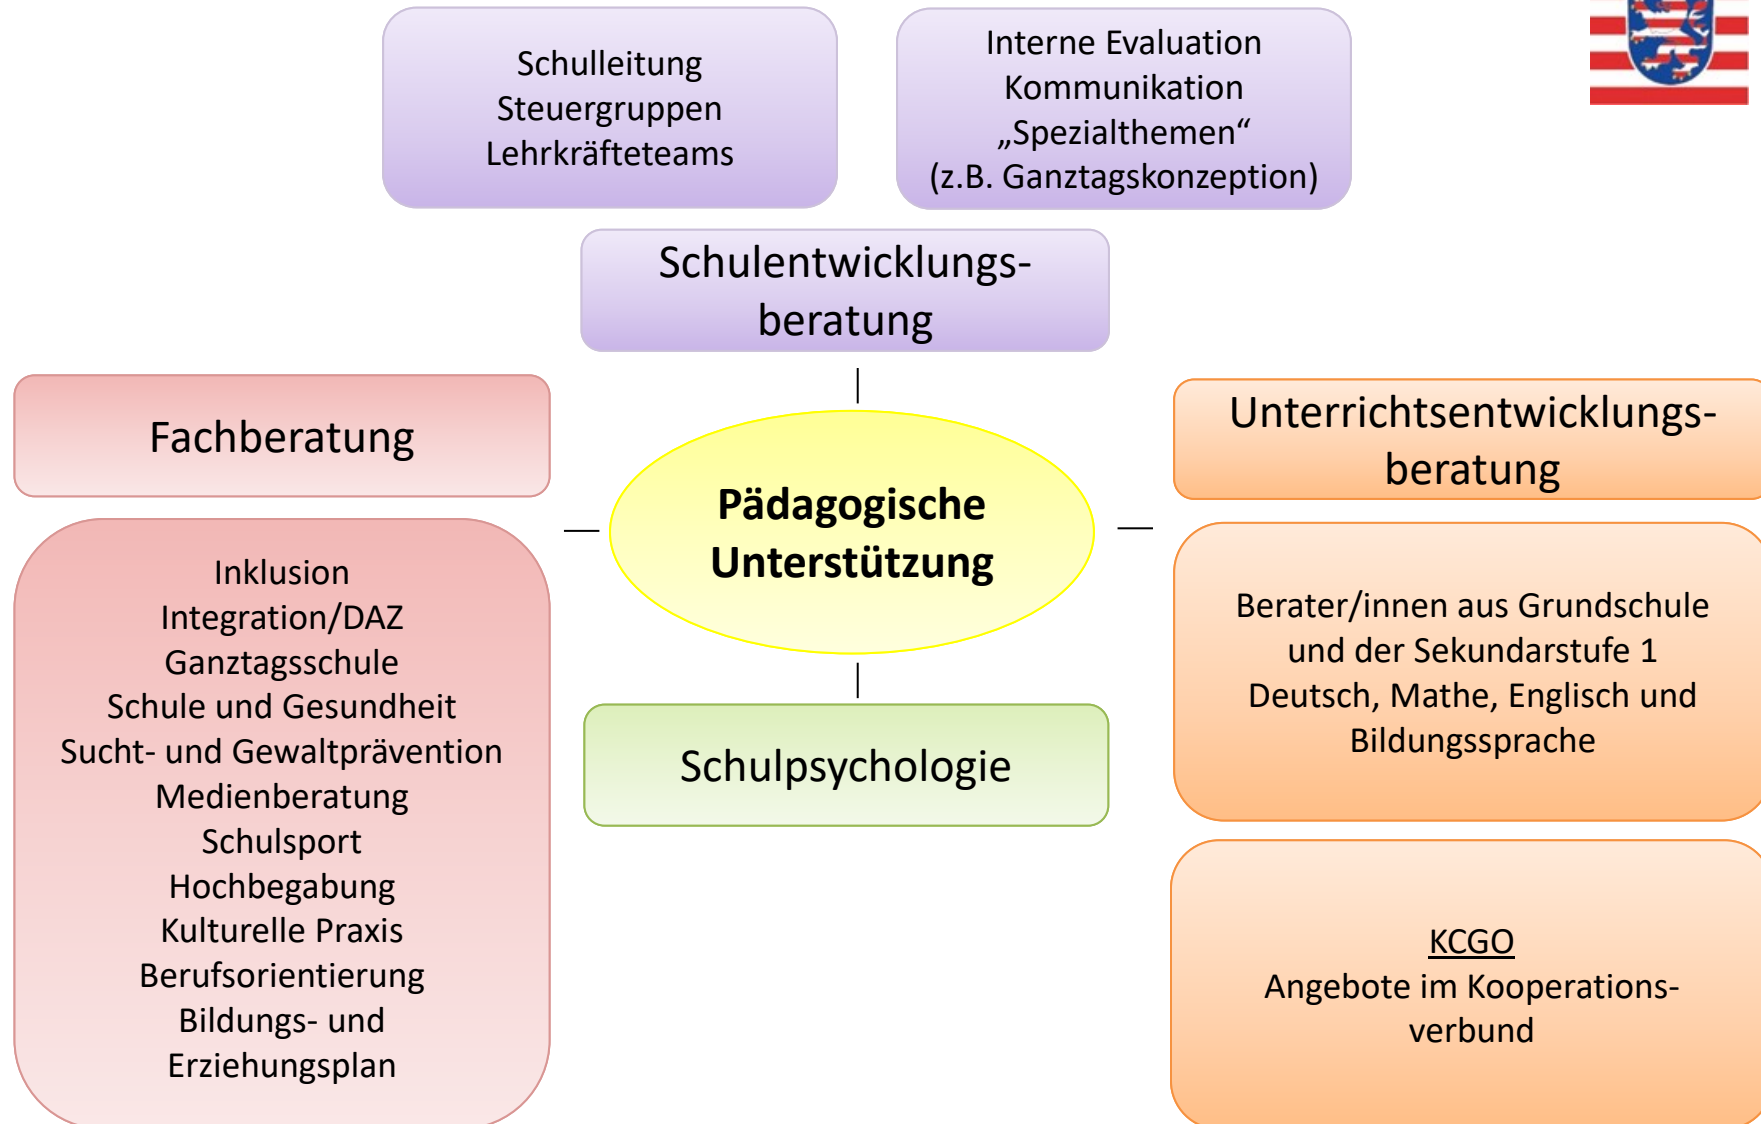 Schulleitung
Steuergruppen
Lehrkräfteteams
Interne Evaluation
Kommunikation
„Spezialthemen“
(z.B. Ganztagskonzeption)
Schulentwicklungs-
beratung
Fachberatung
Inklusion
Integration/DAZ
Ganztagsschule
Schule und Gesundheit
Sucht- und Gewaltprävention
Medienberatung
Schulsport
Hochbegabung
Kulturelle Praxis
Berufsorientierung
Bildungs- und
Erziehungsplan
Pädagogische
Unterstützung
Schulpsychologie
Unterrichtsentwicklungs-
beratung
Berater/innen aus Grundschule
und der Sekundarstufe 1
Deutsch, Mathe, Englisch und
Bildungssprache
KCGO
Angebote im Kooperations-
verbund